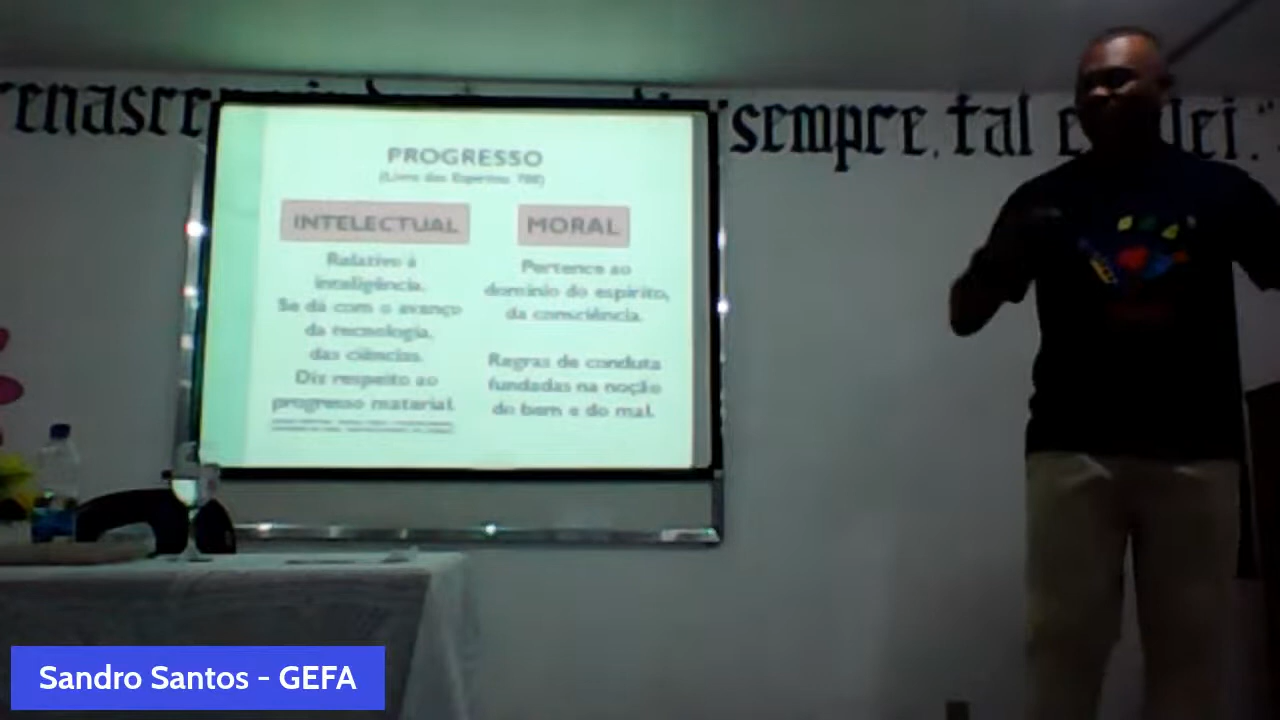 renascer
sempre, tal é lei."
PROGRESSO
(Livro dos Espíritos 780)
INTELECTUAL
Relativo à
inteligência.
Se dá com o avanço
da tecnologia,
das ciências.
Diz respeito ao
progresso material.
MORAL
Pertence ao
domínio do espírito,
da consciência.
Regras de conduta
fundadas na noção
do bem e do mal.
Sandro Santos - GEFA